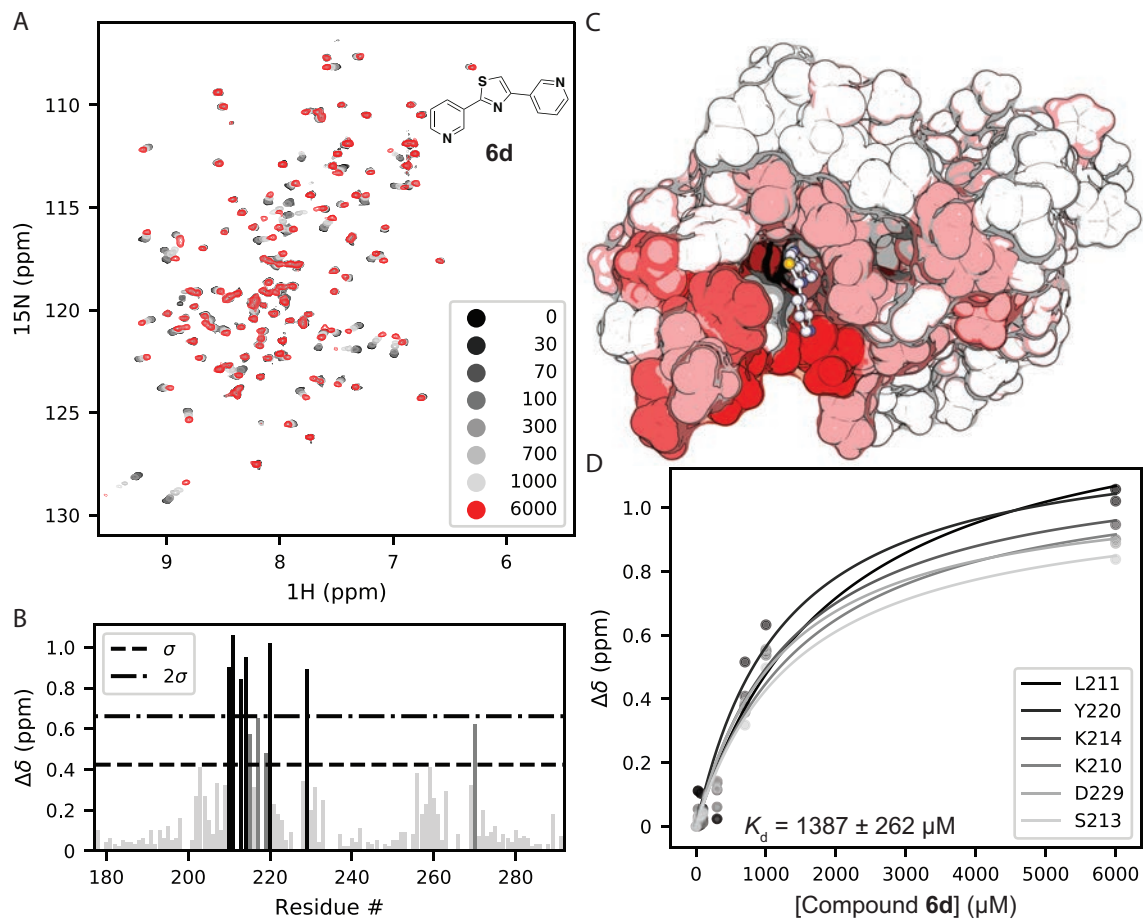 A
C
110
115
120
125
130
15N (ppm)
S
N
N
N
6d
0
30
70
100
300
700
1000
6000
9
8
7
6
1H (ppm)
B
σ
2σ
1.0
0.8
0.6
0.4
0.2
0
Δδ (ppm)
180
200
220
240
260
280
Residue #
D
1.0
0.8
0.6
0.4
0.2
0
Δδ (ppm)
L211
Y220
K214
K210
D229
S213
Kd = 1387 ± 262 μM
0
1000
2000
3000
4000
5000
6000
[Compound 6d] (μM)